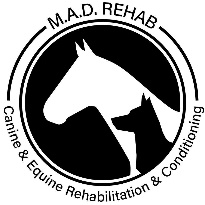 M.A.D. REHAB
Canine & Equine Rehabilitation & Conditioning